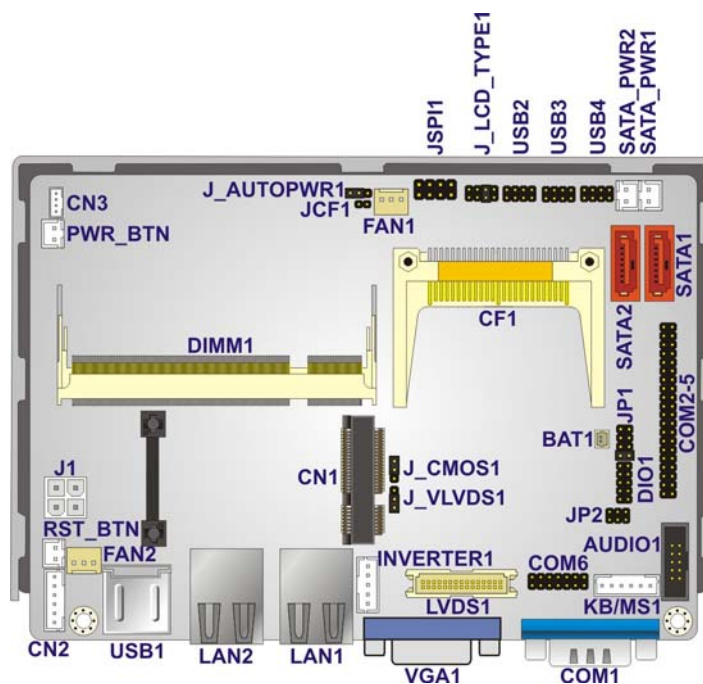 JSPI1
J_LCD_TYPE1
USB2
USB3
USB4
SATA_PWR2
SATA_PWR1
J_AUTOPWR1
JCF1
CN3
FAN1
PWR_BTN
SATA1
SATA2
CF1
DIMM1
COM2-5
JP1
BAT1
CN1
J_CMOS1
J1
DIO1
J_VLVDS1
JP2
RST_BTN
AUDIO1
FAN2
INVERTER1
COM6
LVDS1
KB/MS1
CN2
USB1
LAN2
LAN1
VGA1
COM1